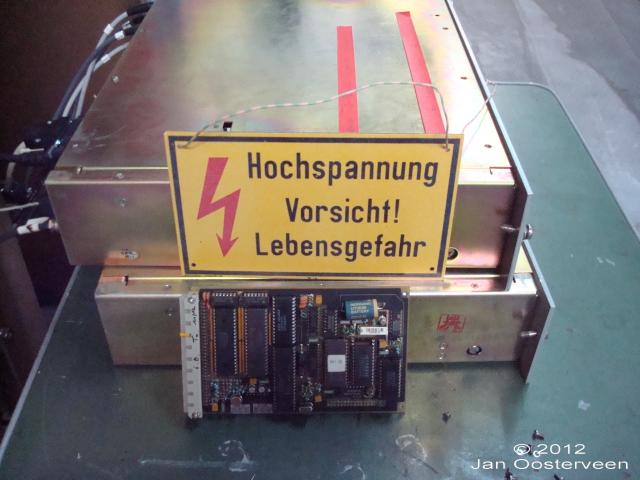 Hochspannung
Vorsicht!
Lebensgefahr
© 2012
Jan Oosterveen